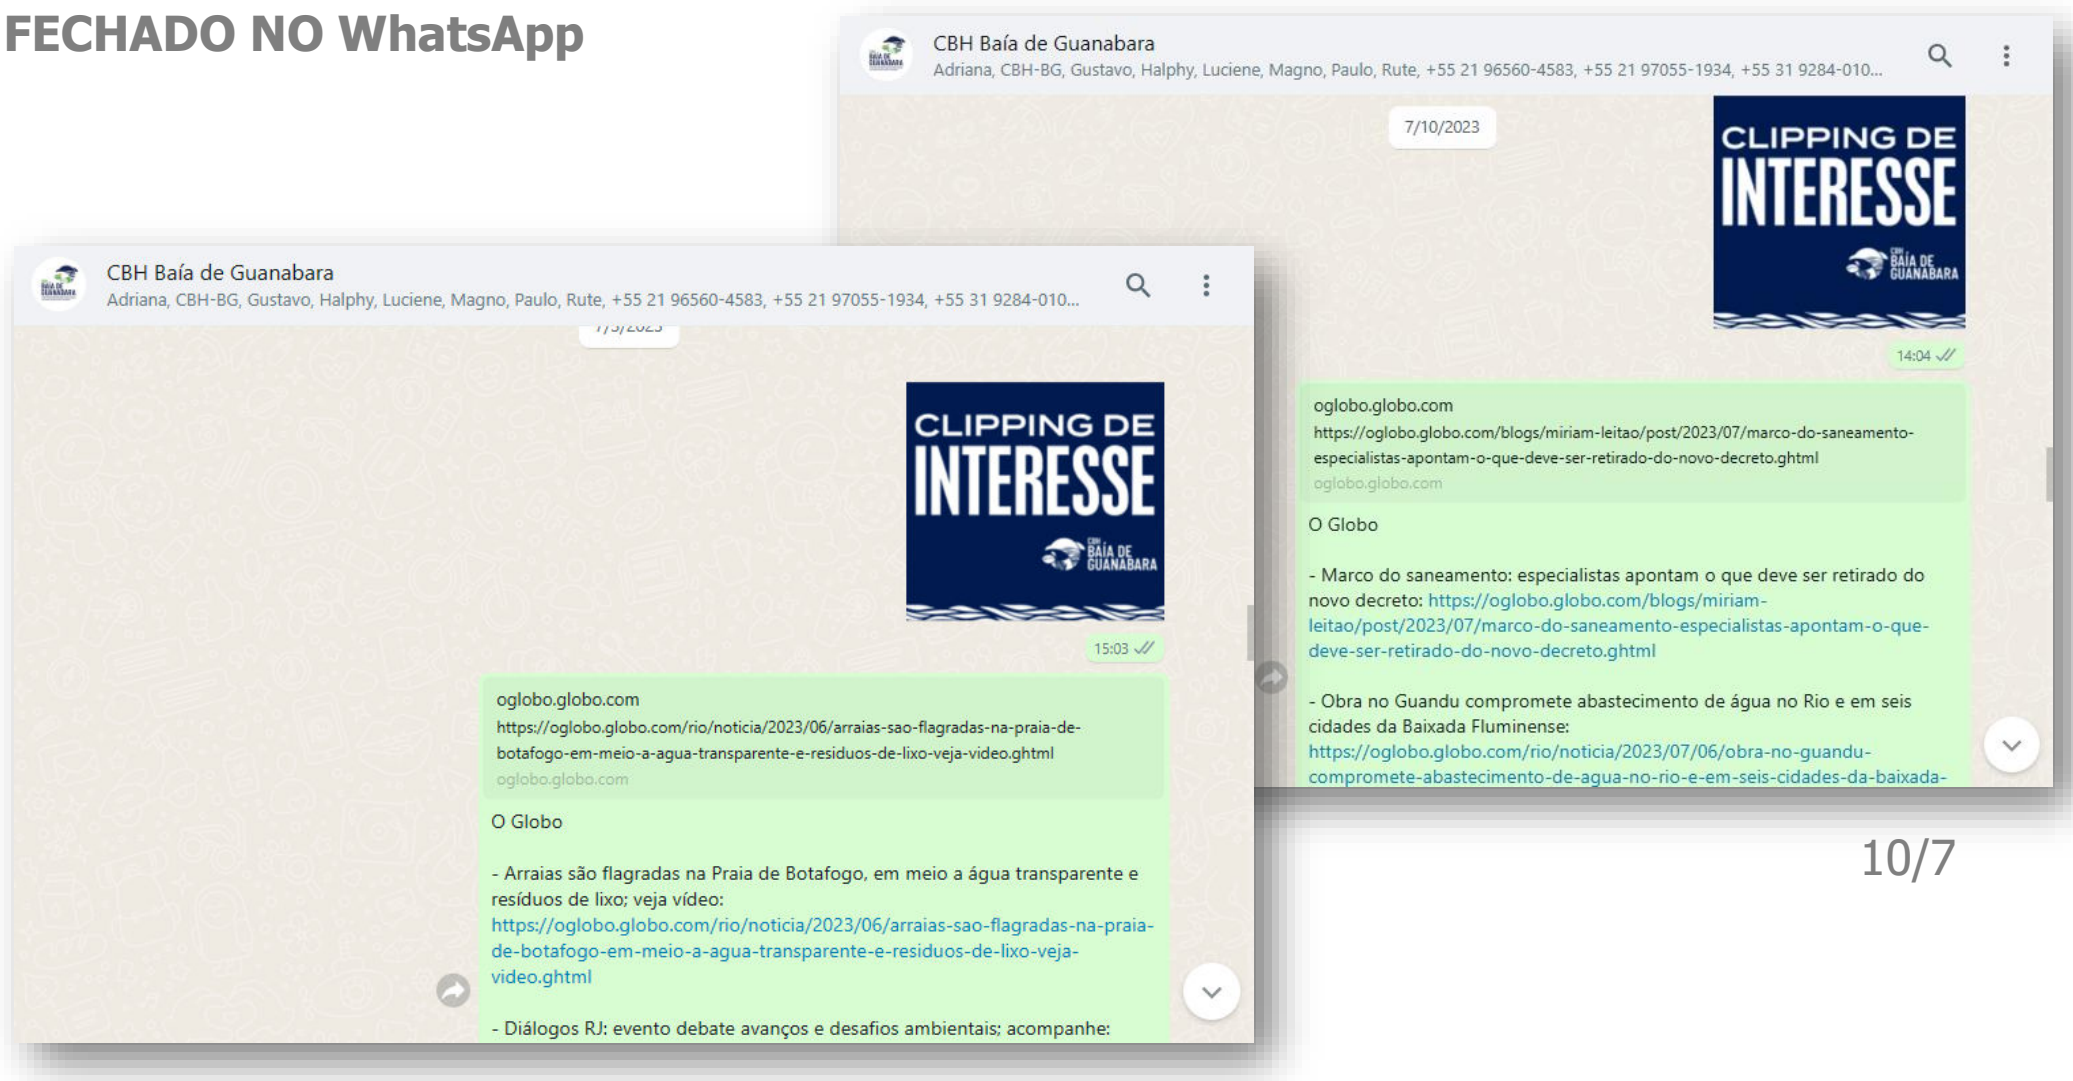 FECHADO NO WhatsApp
CBH Baía de Guanabara
Adriana, CBH-BG, Gustavo, Halphy, Luciene, Magno, Paulo, Rute, +55 21 96560-4583, +55 21 97055-1934, +55 31 9284-010...
7/10/2023
CLIPPING DE
INTERESSE
CBH
BAÍA DE
GUANABARA
14:04
oglobo.globo.com
https://oglobo.globo.com/blogs/miriam-leitao/post/2023/07/marco-do-saneamento-
especialistas-apontam-o-que-deve-ser-retirado-do-novo-decreto.ghtml
oglobo.globo.com
O Globo
- Marco do saneamento: especialistas apontam o que deve ser retirado do
novo decreto: https://oglobo.globo.com/blogs/miriam-
leitao/post/2023/07/marco-do-saneamento-especialistas-apontam-o-que-
deve-ser-retirado-do-novo-decreto.ghtml
- Obra no Guandu compromete abastecimento de água no Rio e em seis
cidades da Baixada Fluminense:
https://oglobo.globo.com/rio/noticia/2023/07/06/obra-no-guandu-
compromete-abastecimento-de-agua-no-rio-e-em-seis-cidades-da-baixada-
10/7
CBH Baía de Guanabara
Adriana, CBH-BG, Gustavo, Halphy, Luciene, Magno, Paulo, Rute, +55 21 96560-4583, +55 21 97055-1934, +55 31 9284-010...
CLIPPING DE
INTERESSE
CBH
BAÍA DE
GUANABARA
15:03
oglobo.globo.com
https://oglobo.globo.com/rio/noticia/2023/06/arraias-sao-flagradas-na-praia-de-
botafogo-em-meio-a-agua-transparente-e-residuos-de-lixo-veja-video.ghtml
oglobo.globo.com
O Globo
- Arraias são flagradas na Praia de Botafogo, em meio a água transparente e
resíduos de lixo; veja vídeo:
https://oglobo.globo.com/rio/noticia/2023/06/arraias-sao-flagradas-na-praia-
de-botafogo-em-meio-a-agua-transparente-e-residuos-de-lixo-veja-
video.ghtml
- Diálogos RJ: evento debate avanços e desafios ambientais; acompanhe: